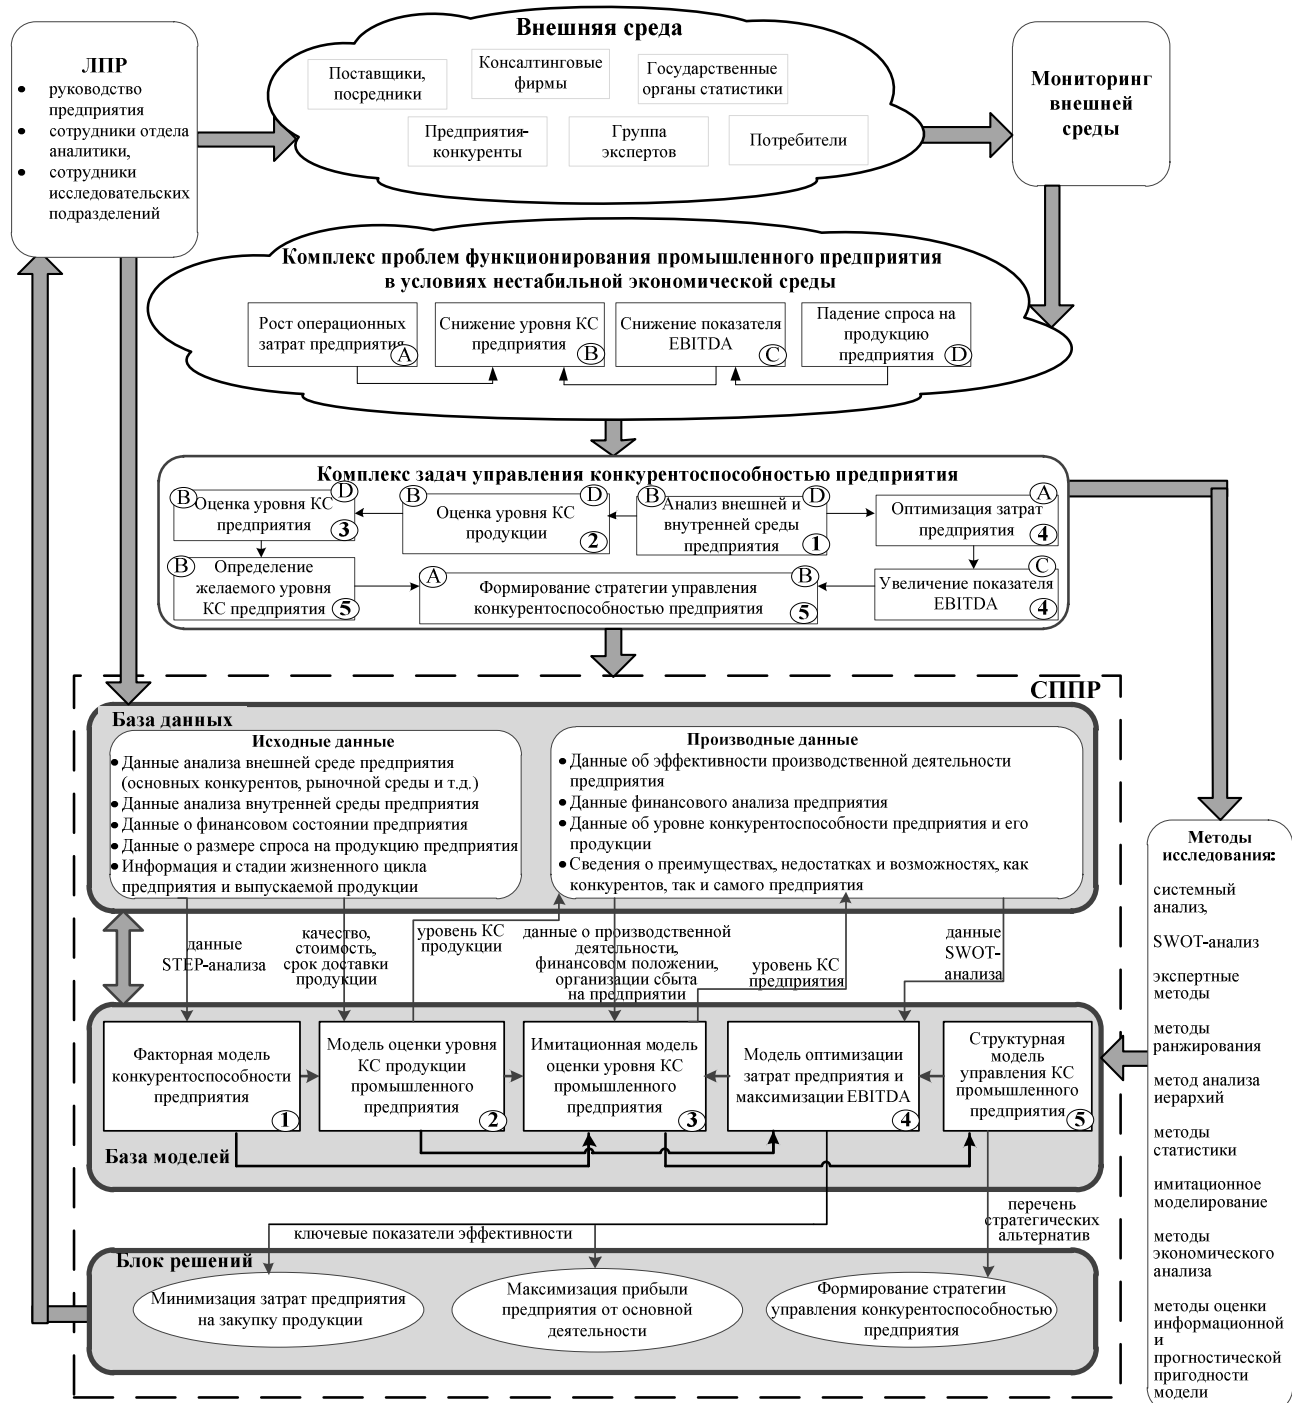 ЛПР
• руководство
предприятия
• сотрудники отдела
аналитики,
• сотрудники
исследовательских
подразделений
Внешняя среда
Поставщики,
посредники
Консалтинговые
фирмы
Государственные
органы статистики
Предприятия-
конкуренты
Группа
экспертов
Потребители
Мониторинг
внешней
среды
Комплекс проблем функционирования промышленного предприятия
в условиях нестабильной экономической среды
Рост операционных
затрат предприятия
A
Снижение уровня КС
предприятия
B
Снижение показателя
EBITDA
C
Падение спроса на
продукцию
предприятия
D
Комплекс задач управления конкурентоспособностью предприятия
B
D
Оценка уровня КС
предприятия
3
B
D
Оценка уровня КС
продукции
2
B
D
Анализ внешней и
внутренней среды
предприятия
1
A
Оптимизация затрат
предприятия
4
B
Определение
желаемого уровня
КС предприятия
5
A
B
Формирование стратегии управления
конкурентоспособностью предприятия
5
C
Увеличение показателя
EBITDA
4
СППР
База данных
Исходные данные
• Данные анализа внешней среде предприятия
(основных конкурентов, рыночной среды и т.д.)
• Данные анализа внутренней среды предприятия
• Данные о финансовом состоянии предприятия
• Данные о размере спроса на продукцию предприятия
• Информация и стадии жизненного цикла
предприятия и выпускаемой продукции
Производные данные
• Данные об эффективности производственной деятельности
предприятия
• Данные финансового анализа предприятия
• Данные об уровне конкурентоспособности предприятия и его
продукции
• Сведения о преимуществах, недостатках и возможностях, как
конкурентов, так и самого предприятия
данные
STEP-анализа
качество,
стоимость,
срок доставки
продукции
уровень КС
продукции
данные о производственной
деятельности,
финансовом положении,
организации сбыта
на предприятии
уровень КС
предприятия
данные
SWOT-
анализа
Факторная модель
конкурентоспособности
предприятия
1
Модель оценки уровня
КС продукции
промышленного
предприятия
2
Имитационная модель
оценки уровня КС
промышленного
предприятия
3
Модель оптимизации
затрат предприятия и
максимизации EBITDA
4
Структурная
модель
управления КС
промышленного
предприятия
5
База моделей
ключевые показатели эффективности
перечень
стратегических
альтернатив
Блок решений
Минимизация затрат предприятия
на закупку продукции
Максимизация прибыли
предприятия от основной
деятельности
Формирование стратегии
управления конкурентоспособностью
предприятия
Методы
исследования:
системный
анализ,
SWOT-анализ
экспертные
методы
методы
ранжирования
метод анализа
иерархий
методы
статистики
имитационное
моделирование
методы
экономического
анализа
методы оценки
информационной
и
прогностической
пригодности
модели